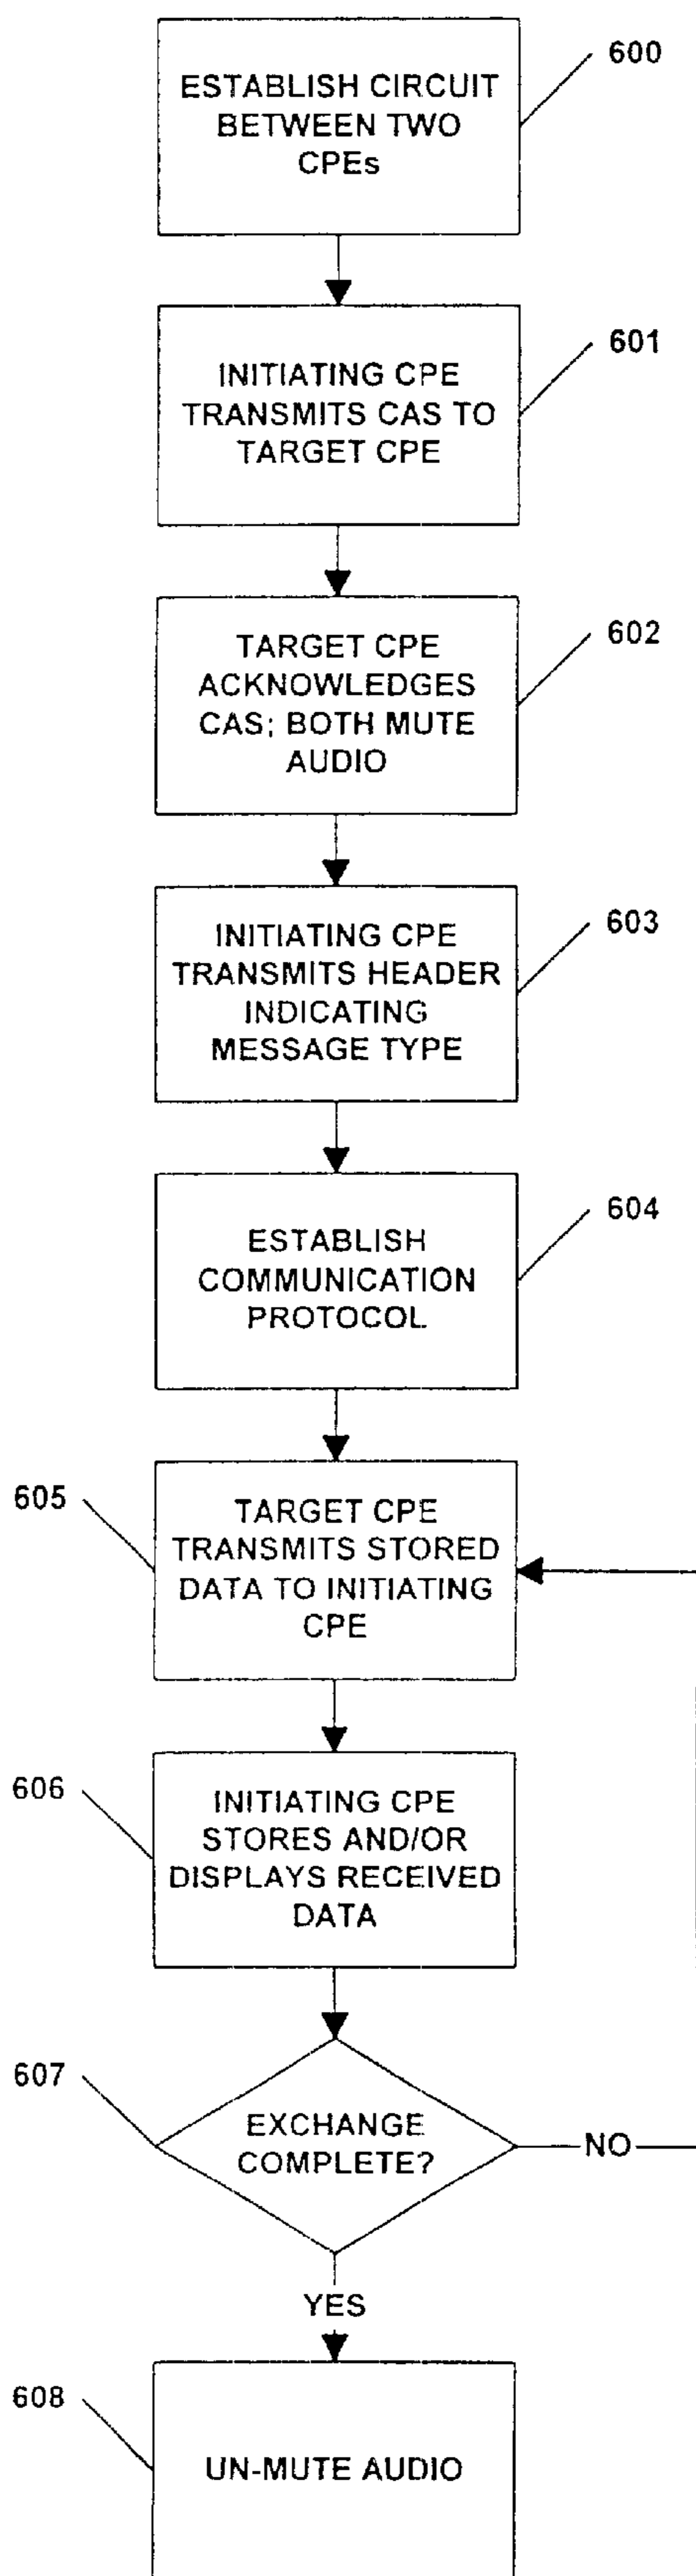 600
ESTABLISH CIRCUIT
BETWEEN TWO
CPEs
601
INITIATING CPE
TRANSMITS CAS TO
TARGET CPE
602
TARGET CPE
ACKNOWLEDGES
CAS; BOTH MUTE
AUDIO
603
INITIATING CPE
TRANSMITS HEADER
INDICATING
MESSAGE TYPE
604
ESTABLISH
COMMUNICATION
PROTOCOL
605
TARGET CPE
TRANSMITS STORED
DATA TO INITIATING
CPE
606
INITIATING CPE
STORES AND/OR
DISPLAYS RECEIVED
DATA
607
EXCHANGE
COMPLETE?
NO
YES
608
UN-MUTE AUDIO